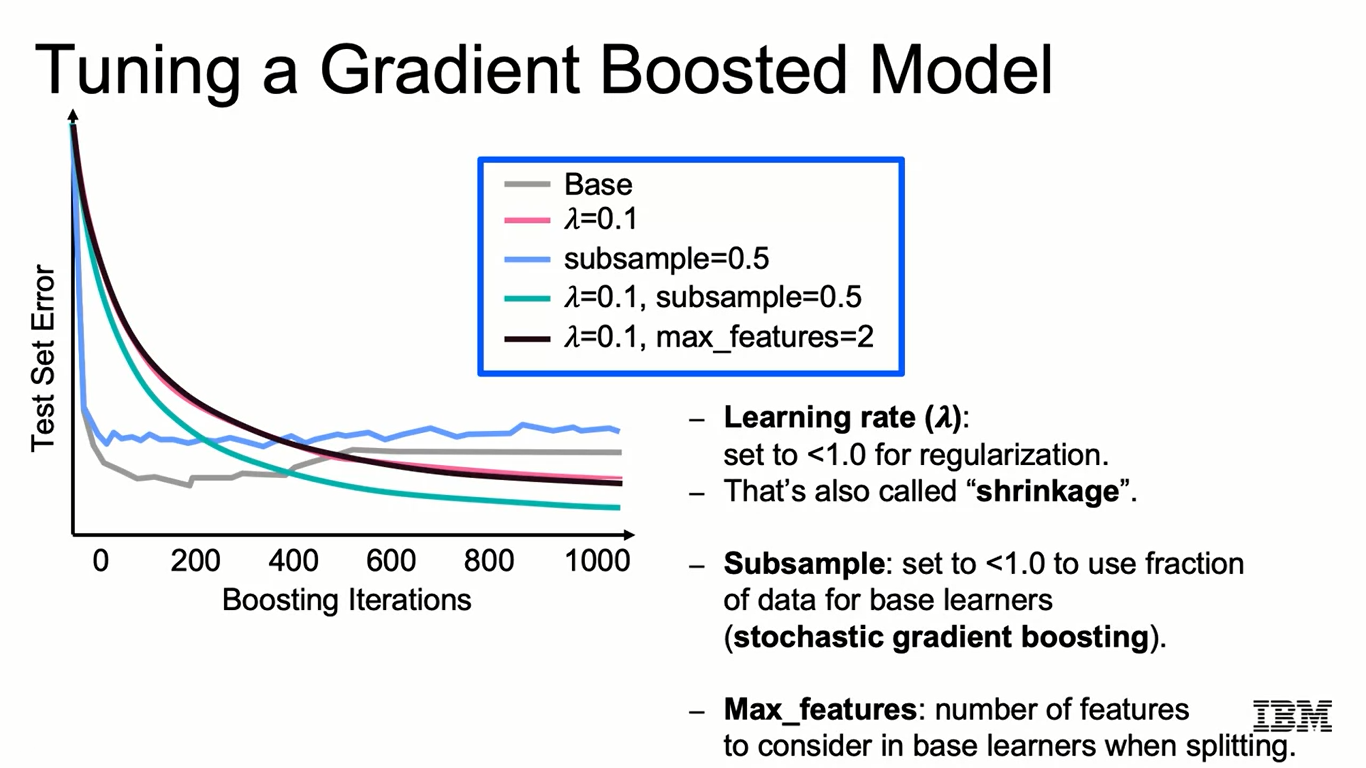 Tuning a Gradient Boosted Model
Base
λ=0.1
subsample=0.5
λ=0.1, subsample=0.5
λ=0.1, max_features=2
Test Set Error
0 200 400 600 800 1000
Boosting Iterations
– Learning rate (λ):
set to <1.0 for regularization.
– That’s also called “shrinkage”.
– Subsample: set to <1.0 to use fraction
of data for base learners
(stochastic gradient boosting).
– Max_features: number of features
to consider in base learners when splitting.
IBM